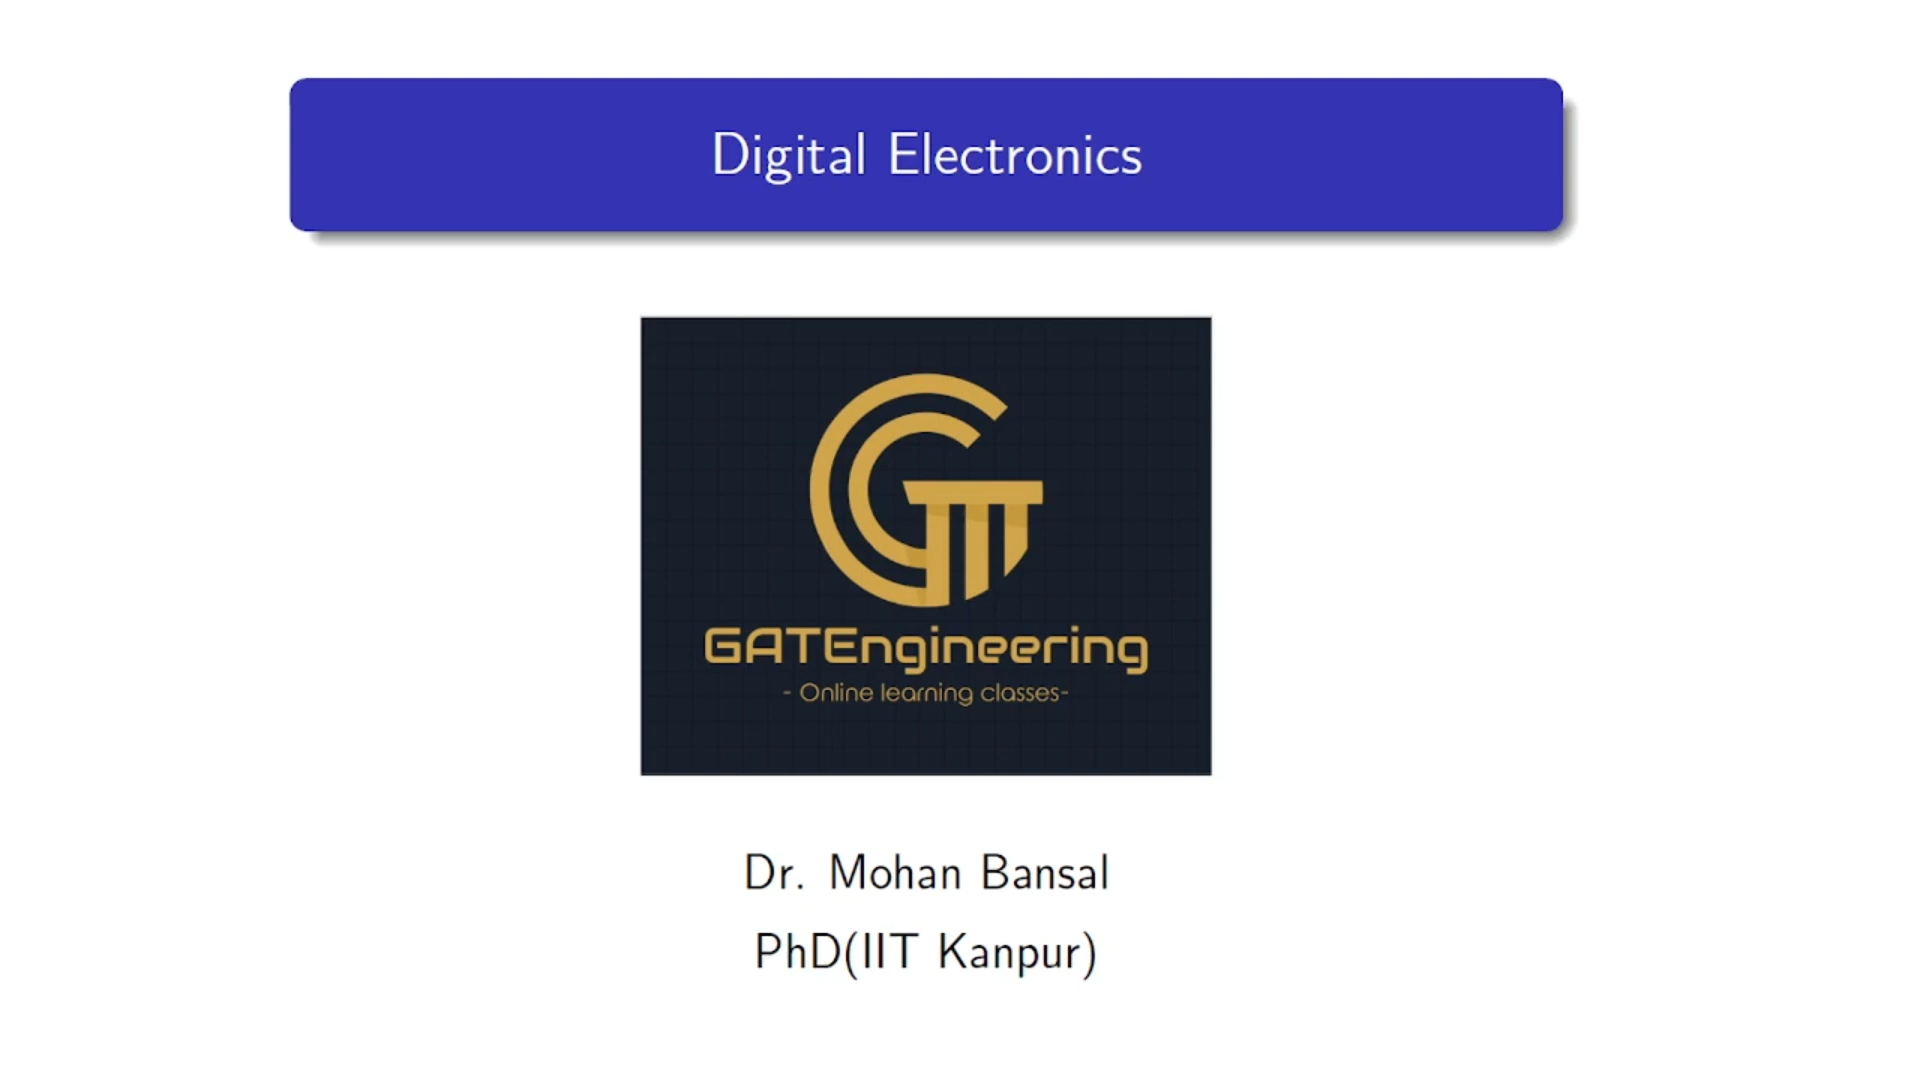 Digital Electronics
GATEngineering
- Online learning classes-
Dr. Mohan Bansal
PhD(IIT Kanpur)